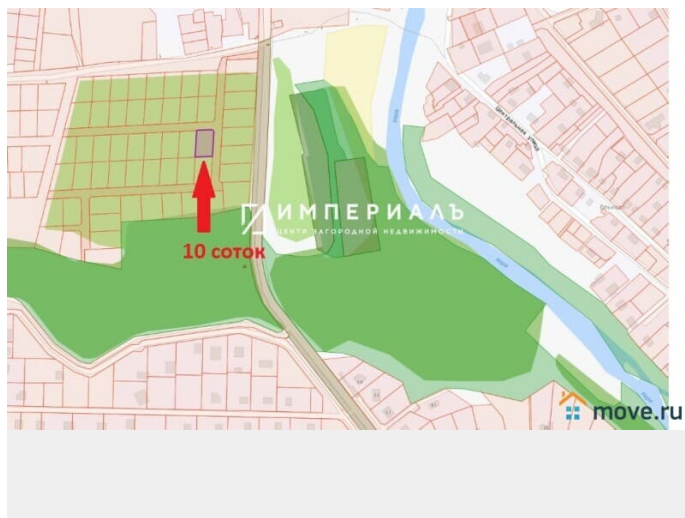 Центральная улица
ИМПЕРИАЛЪ
ЦЕНТР ЗАГОРОДНОЙ НЕДВИЖИМОСТИ
10 соток
move.ru